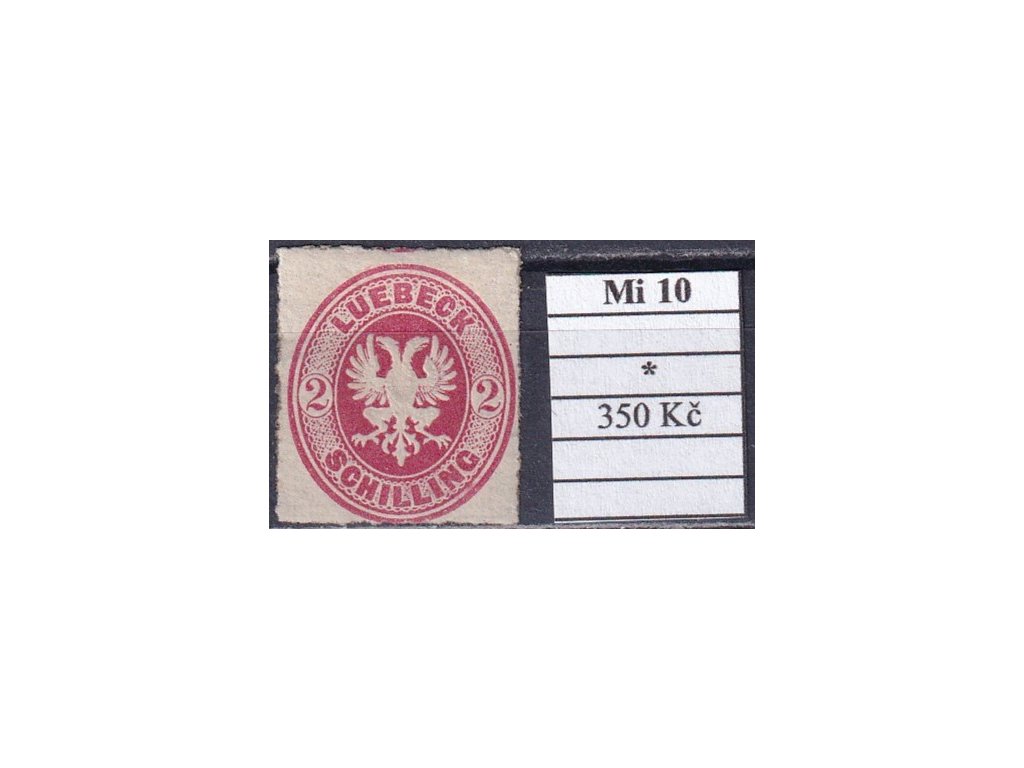 LUEBECK
2 2
SCHILLING
Mi 10
*
350 Kč